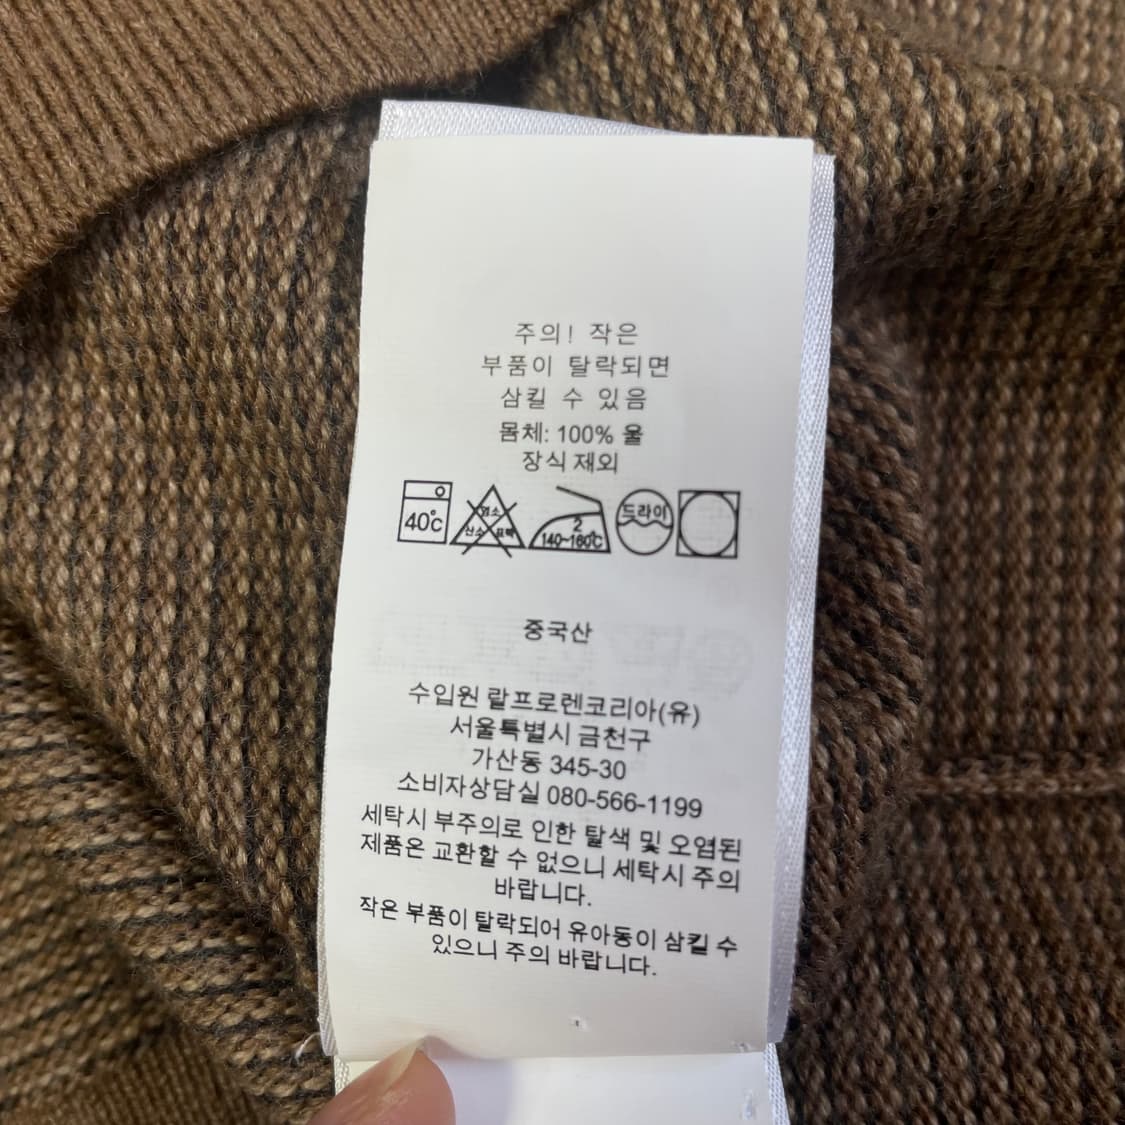 주의! 작은
부품이 탈락되면
삼킬 수 있음
몸체: 100% 울
장식 제외
40℃
염소
산소 표백
2
140~160℃
드라이
중국산
수입원 랄프로렌코리아(유)
서울특별시 금천구
가산동 345-30
소비자상담실 080-566-1199
세탁시 부주의로 인한 탈색 및 오염된
제품은 교환할 수 없으니 세탁시 주의
바랍니다.
작은 부품이 탈락되어 유아동이 삼킬 수
있으니 주의 바랍니다.